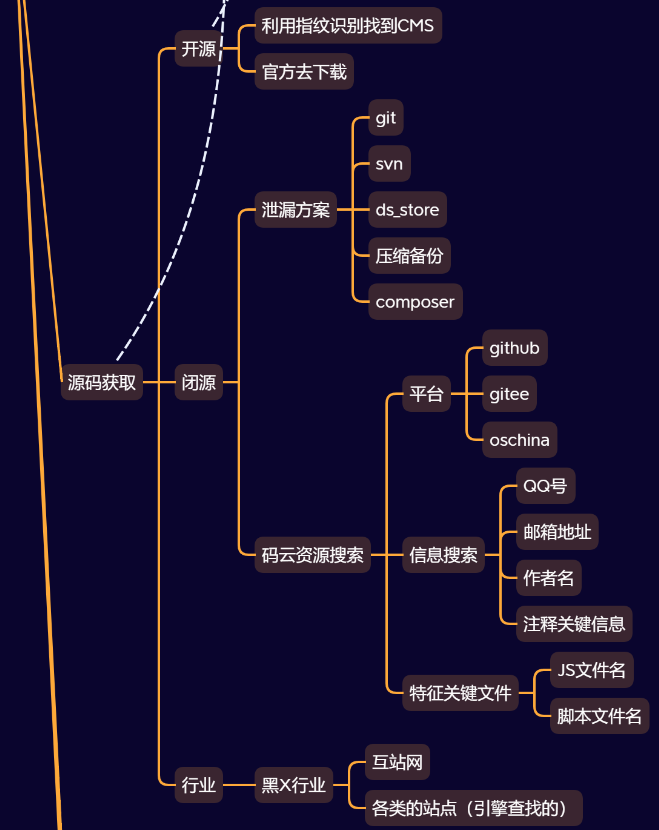 利用指纹识别找到CMS
开源
官方去下载
git
svn
泄漏方案
ds_store
压缩备份
composer
github
源码获取
闭源
平台
gitee
oschina
QQ号
邮箱地址
码云资源搜索
信息搜索
作者名
注释关键信息
JS文件名
特征关键文件
脚本文件名
互站网
行业
黑X行业
各类的站点（引擎查找的）